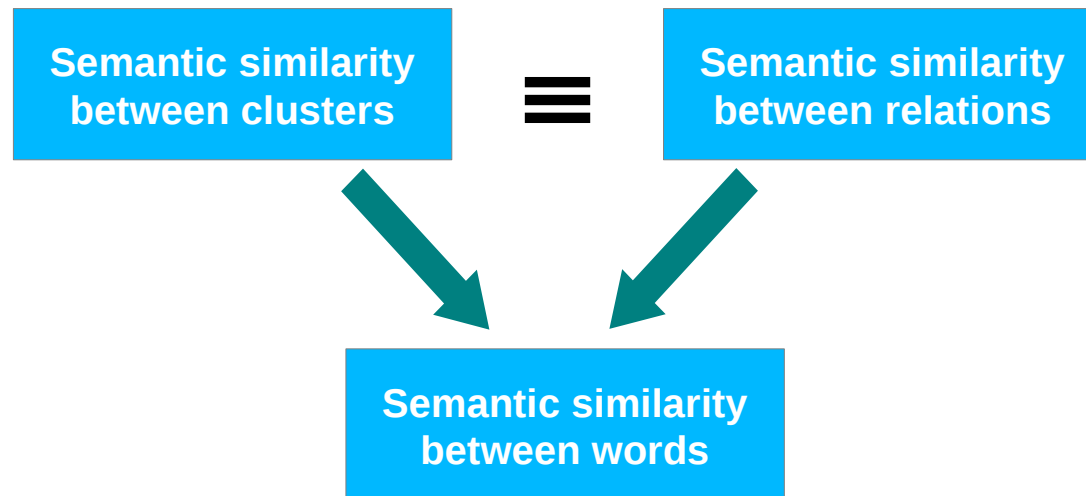 Semantic similarity
between clusters
≡
Semantic similarity
between relations
Semantic similarity
between words